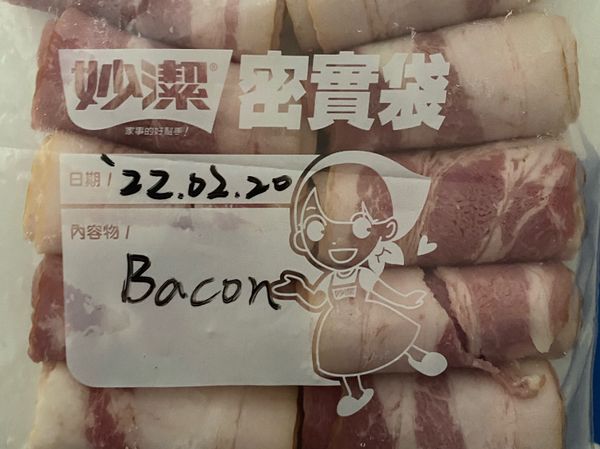 妙潔®
密實袋
家事的好幫手!
日期/ '22.02.20
內容物/
Bacon